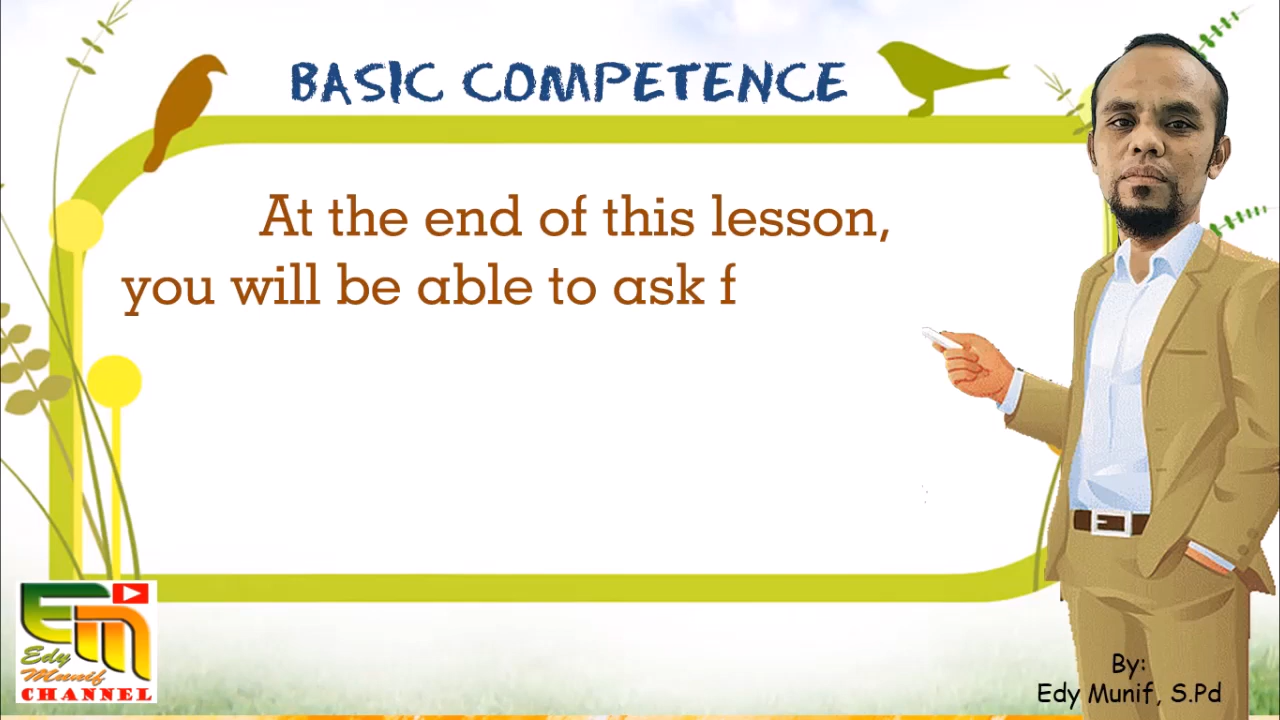 BASIC COMPETENCE
At the end of this lesson,
you will be able to ask f
EM
Edy
Munif
CHANNEL
By:
Edy Munif, S.Pd